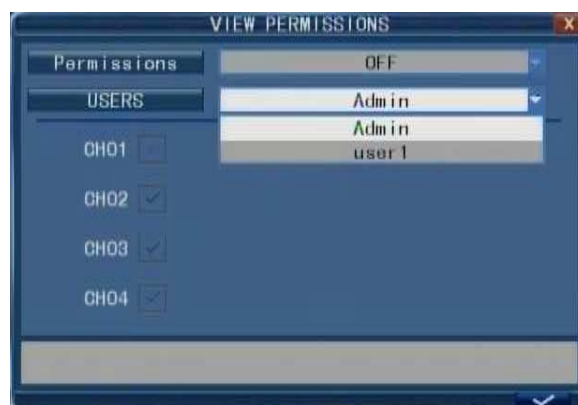 VIEW PERMISSIONS X
Permissions OFF
USERS Admin
Admin
user1
CH01
CH02
CH03
CH04